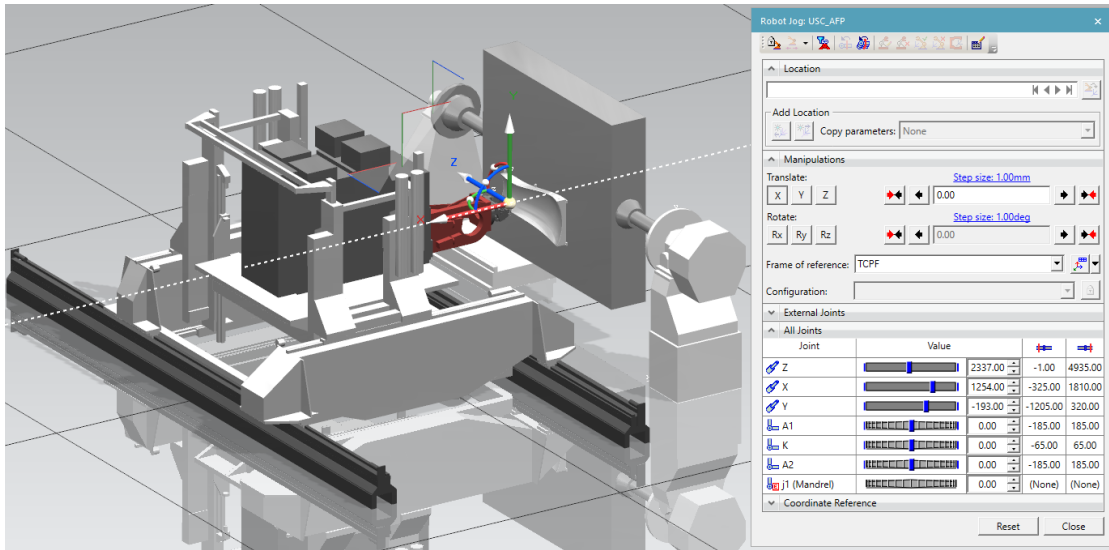 Robot Jog: USC_AFP
Location
Add Location
Copy parameters: None
Manipulations
Translate: Step size: 1.00mm
X Y Z 0.00
Rotate: Step size: 1.00deg
Rx Ry Rz 0.00
Frame of reference: TCPF
Configuration:
External Joints
All Joints
Joint Value
Z 2337.00 -1.00 4935.00
X 1254.00 -325.00 1810.00
Y -193.00 -1205.00 320.00
A1 0.00 -185.00 185.00
K 0.00 -65.00 65.00
A2 0.00 -185.00 185.00
j1 (Mandrel) 0.00 (None) (None)
Coordinate Reference
Reset Close
Z
X